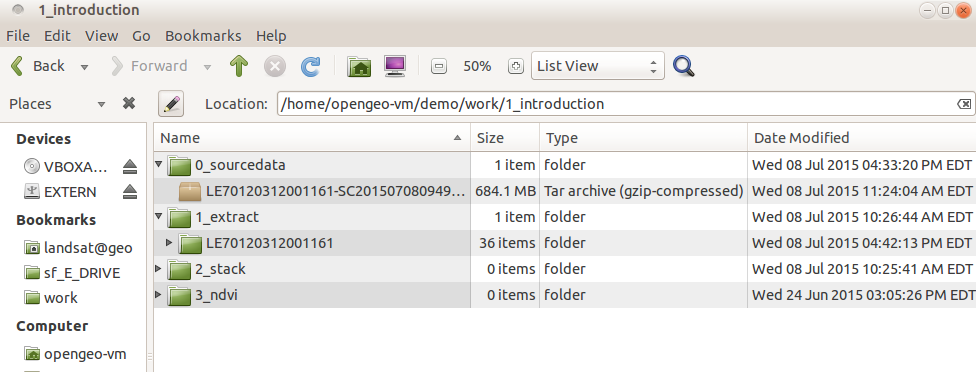 1_introduction
File Edit View Go Bookmarks Help
Back Forward 50% List View
Places Location: /home/opengeo-vm/demo/work/1_introduction
Devices
VBOXA...
EXTERN
Bookmarks
landsat@geo
sf_E_DRIVE
work
Computer
opengeo-vm
Name Size Type Date Modified
0_sourcedata 1 item folder Wed 08 Jul 2015 04:33:20 PM EDT
LE70120312001161-SC201507080949... 684.1 MB Tar archive (gzip-compressed) Wed 08 Jul 2015 11:24:04 AM EDT
1_extract 1 item folder Wed 08 Jul 2015 10:26:44 AM EDT
LE70120312001161 36 items folder Wed 08 Jul 2015 04:42:13 PM EDT
2_stack 0 items folder Wed 08 Jul 2015 10:25:41 AM EDT
3_ndvi 0 items folder Wed 24 Jun 2015 03:05:26 PM EDT